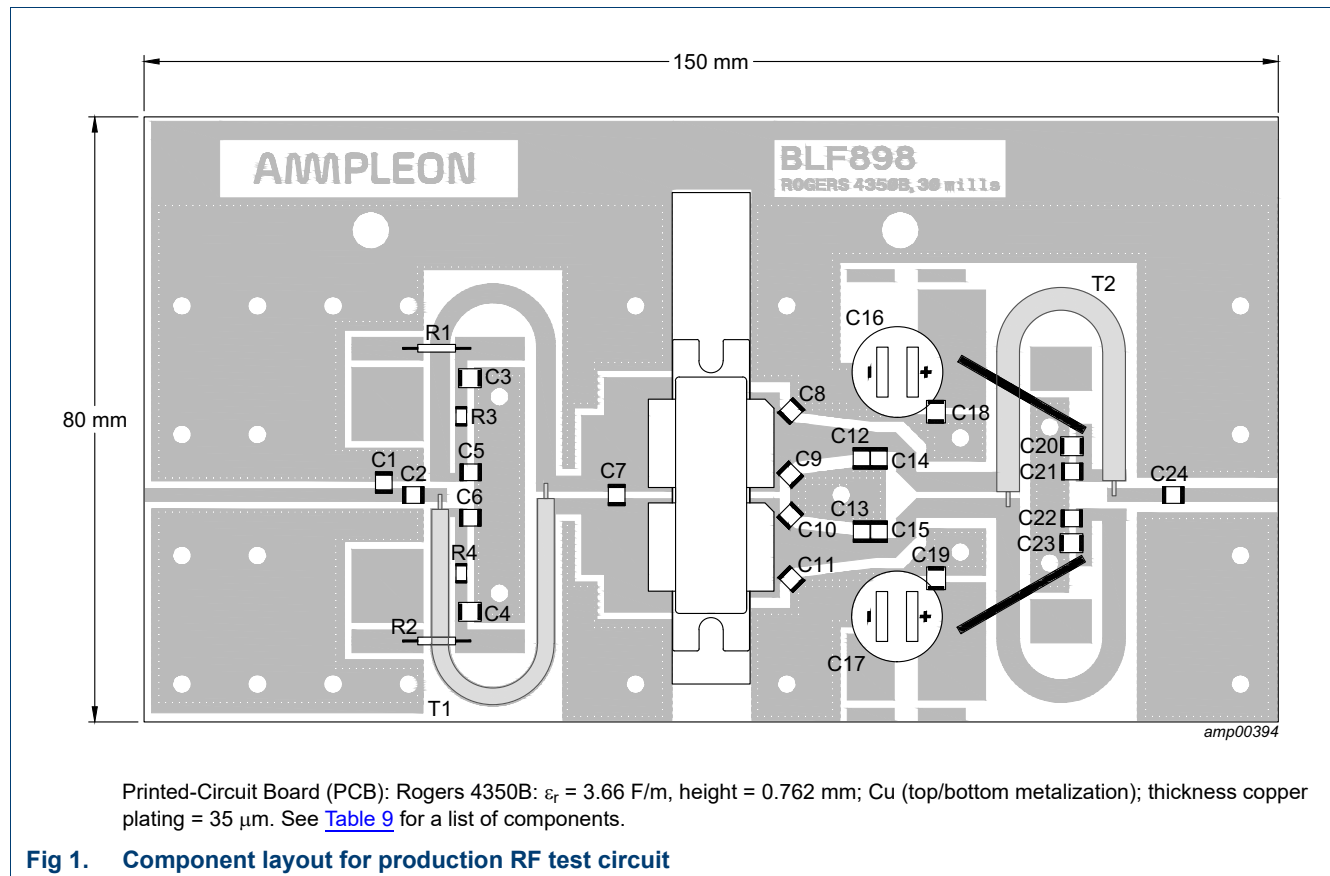 150 mm
AMPLEON
BLF898
ROGERS 4350B, 30 mills
T2
C16
R1
C3
C8
C18
80 mm
R3
C12
C20
C1
C5
C9
C14
C21
C2
C7
C24
C6
C13
C22
C10
C15
C23
R4
C11
C19
C4
R2
C17
T1
amp00394
Printed-Circuit Board (PCB): Rogers 4350B: εr = 3.66 F/m, height = 0.762 mm; Cu (top/bottom metalization); thickness copper
plating = 35 μm. See Table 9 for a list of components.
Fig 1. Component layout for production RF test circuit